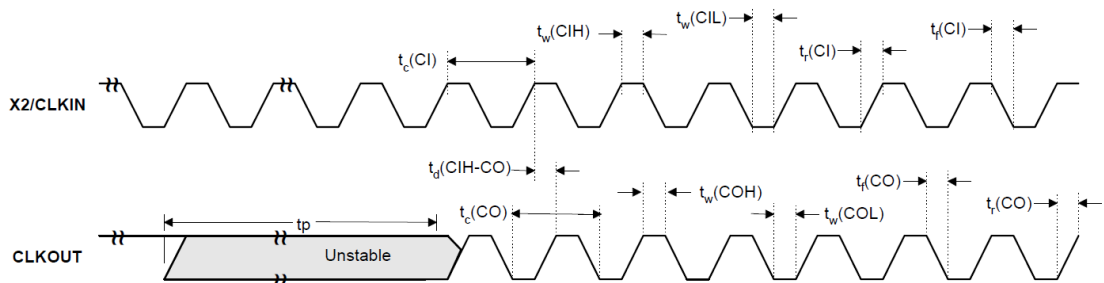 tw(CIH)
tw(CIL)
tf(CI)
tc(CI)
tr(CI)
X2/CLKIN
td(CIH-CO)
tw(COH)
tf(CO)
tc(CO)
tw(COL)
tr(CO)
tp
CLKOUT
Unstable